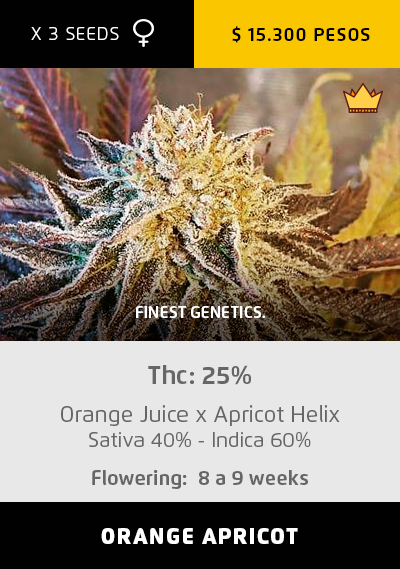 X 3 SEEDS
$ 15.300 PESOS
FINEST GENETICS.
Thc: 25%
Orange Juice x Apricot Helix
Sativa 40% - Indica 60%
Flowering: 8 a 9 weeks
ORANGE APRICOT